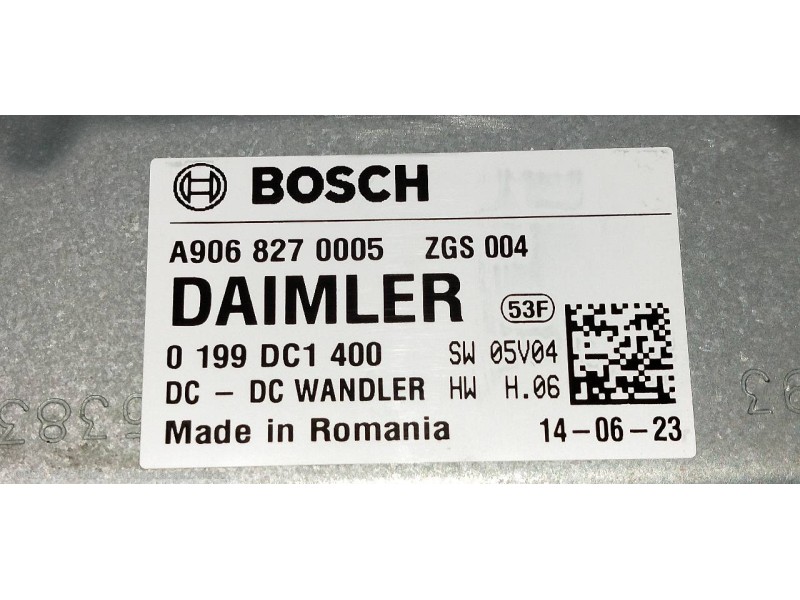 BOSCH
A906 827 0005 ZGS 004
DAIMLER 53F
0 199 DC1 400 SW 05V04
DC - DC WANDLER HW H.06
Made in Romania 14-06-23